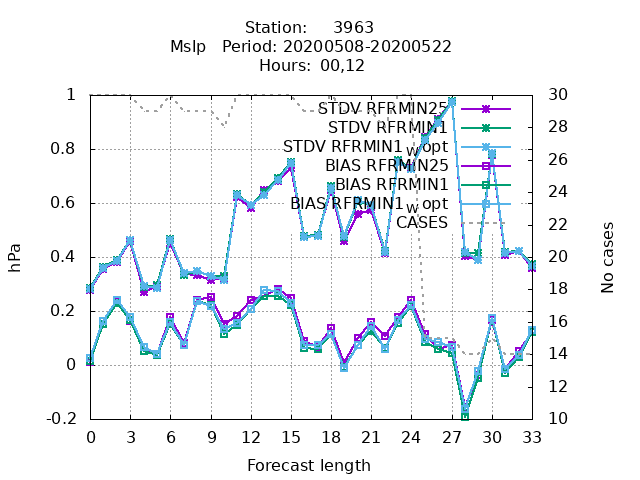 Station: 3963
Mslp Period: 20200508-20200522
Hours: 00,12
1
0.8
0.6
0.4
0.2
0
-0.2
hPa
30
28
26
24
22
20
18
16
14
12
10
No cases
STDV RFRMIN25
STDV RFRMIN1
STDV RFRMIN1w opt
BIAS RFRMIN25
BIAS RFRMIN1
BIAS RFRMIN1w opt
CASES
0 3 6 9 12 15 18 21 24 27 30 33
Forecast length